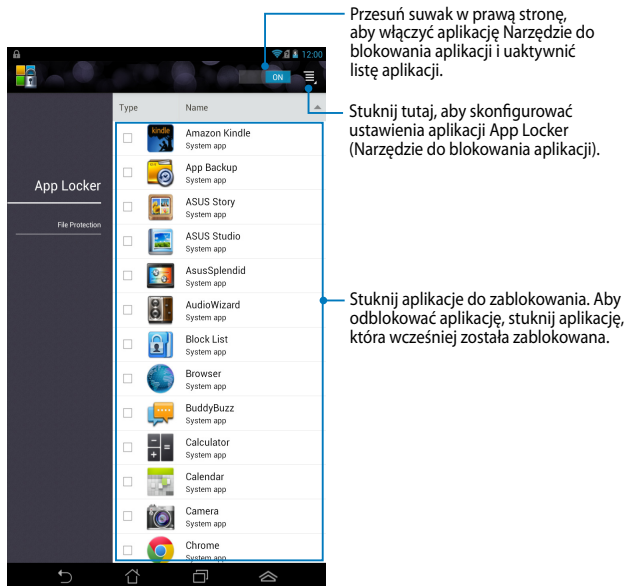 Przesuń suwak w prawą stronę,
aby włączyć aplikację Narzędzie do
blokowania aplikacji i uaktywnić
listę aplikacji.
12:00
ON
Stuknij tutaj, aby skonfigurować
ustawienia aplikacji App Locker
(Narzędzie do blokowania aplikacji).
App Locker
File Protection
Type Name
kindle
Amazon Kindle
System app
App Backup
System app
ASUS Story
System app
ASUS Studio
System app
AsusSplendid
System app
AudioWizard
System app
Block List
System app
Browser
System app
BuddyBuzz
System app
Calculator
System app
Calendar
System app
Camera
System app
Chrome
System app
Stuknij aplikacje do zablokowania. Aby
odblokować aplikację, stuknij aplikację,
która wcześniej została zablokowana.